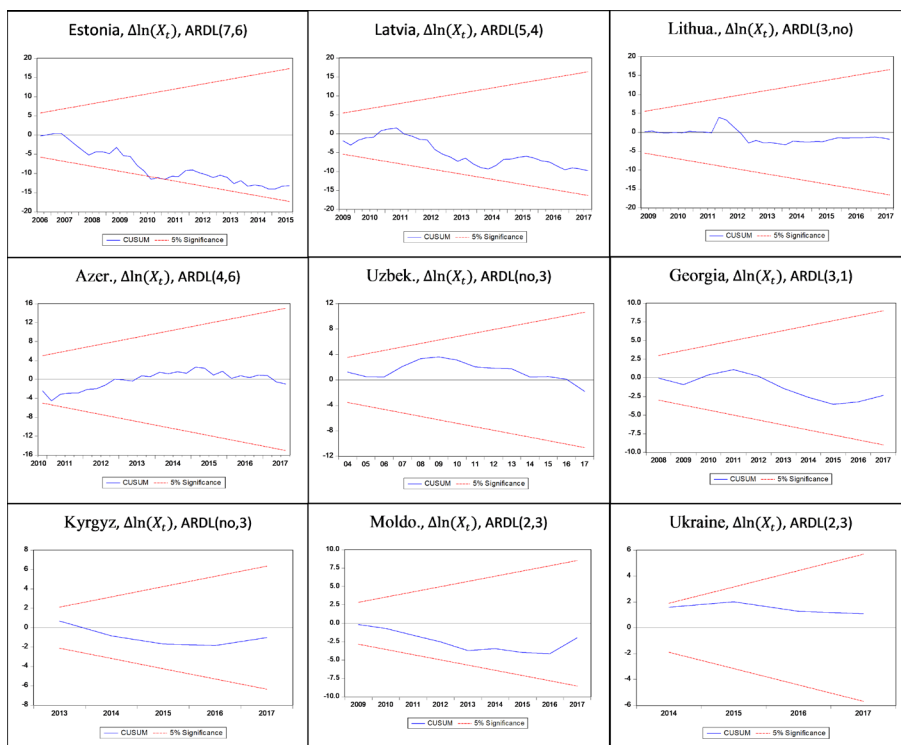 Estonia, Δln(Xₜ), ARDL(7,6)
20
15
10
5
0
-5
-10
-15
-20
2006 2007 2008 2009 2010 2011 2012 2013 2014 2015
CUSUM 5% Significance
Latvia, Δln(Xₜ), ARDL(5,4)
20
15
10
5
0
-5
-10
-15
-20
2009 2010 2011 2012 2013 2014 2015 2016 2017
CUSUM 5% Significance
Lithua., Δln(Xₜ), ARDL(3,no)
20
15
10
5
0
-5
-10
-15
-20
2009 2010 2011 2012 2013 2014 2015 2016 2017
CUSUM 5% Significance
Azer., Δln(Xₜ), ARDL(4,6)
16
12
8
4
0
-4
-8
-12
-16
2010 2011 2012 2013 2014 2015 2016 2017
CUSUM 5% Significance
Uzbek., Δln(Xₜ), ARDL(no,3)
12
8
4
0
-4
-8
-12
04 05 06 07 08 09 10 11 12 13 14 15 16 17
CUSUM 5% Significance
Georgia, Δln(Xₜ), ARDL(3,1)
10.0
7.5
5.0
2.5
0.0
-2.5
-5.0
-7.5
-10.0
2008 2009 2010 2011 2012 2013 2014 2015 2016 2017
CUSUM 5% Significance
Kyrgyz, Δln(Xₜ), ARDL(no,3)
8
6
4
2
0
-2
-4
-6
-8
2013 2014 2015 2016 2017
CUSUM 5% Significance
Moldo., Δln(Xₜ), ARDL(2,3)
10.0
7.5
5.0
2.5
0.0
-2.5
-5.0
-7.5
-10.0
2009 2010 2011 2012 2013 2014 2015 2016 2017
CUSUM 5% Significance
Ukraine, Δln(Xₜ), ARDL(2,3)
6
4
2
0
-2
-4
-6
2014 2015 2016 2017
CUSUM 5% Significance